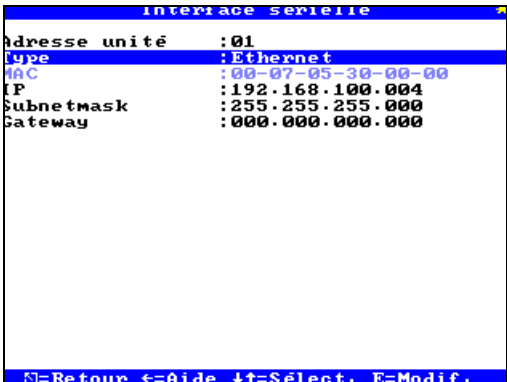 Interface sérielle
Adresse unité :01
Type :Ethernet
MAC :00-07-05-30-00-00
IP :192.168.100.004
Subnetmask :255.255.255.000
Gateway :000.000.000.000
⇱=Retour ←=Aide ↓↑=Sélect. E=Modif.